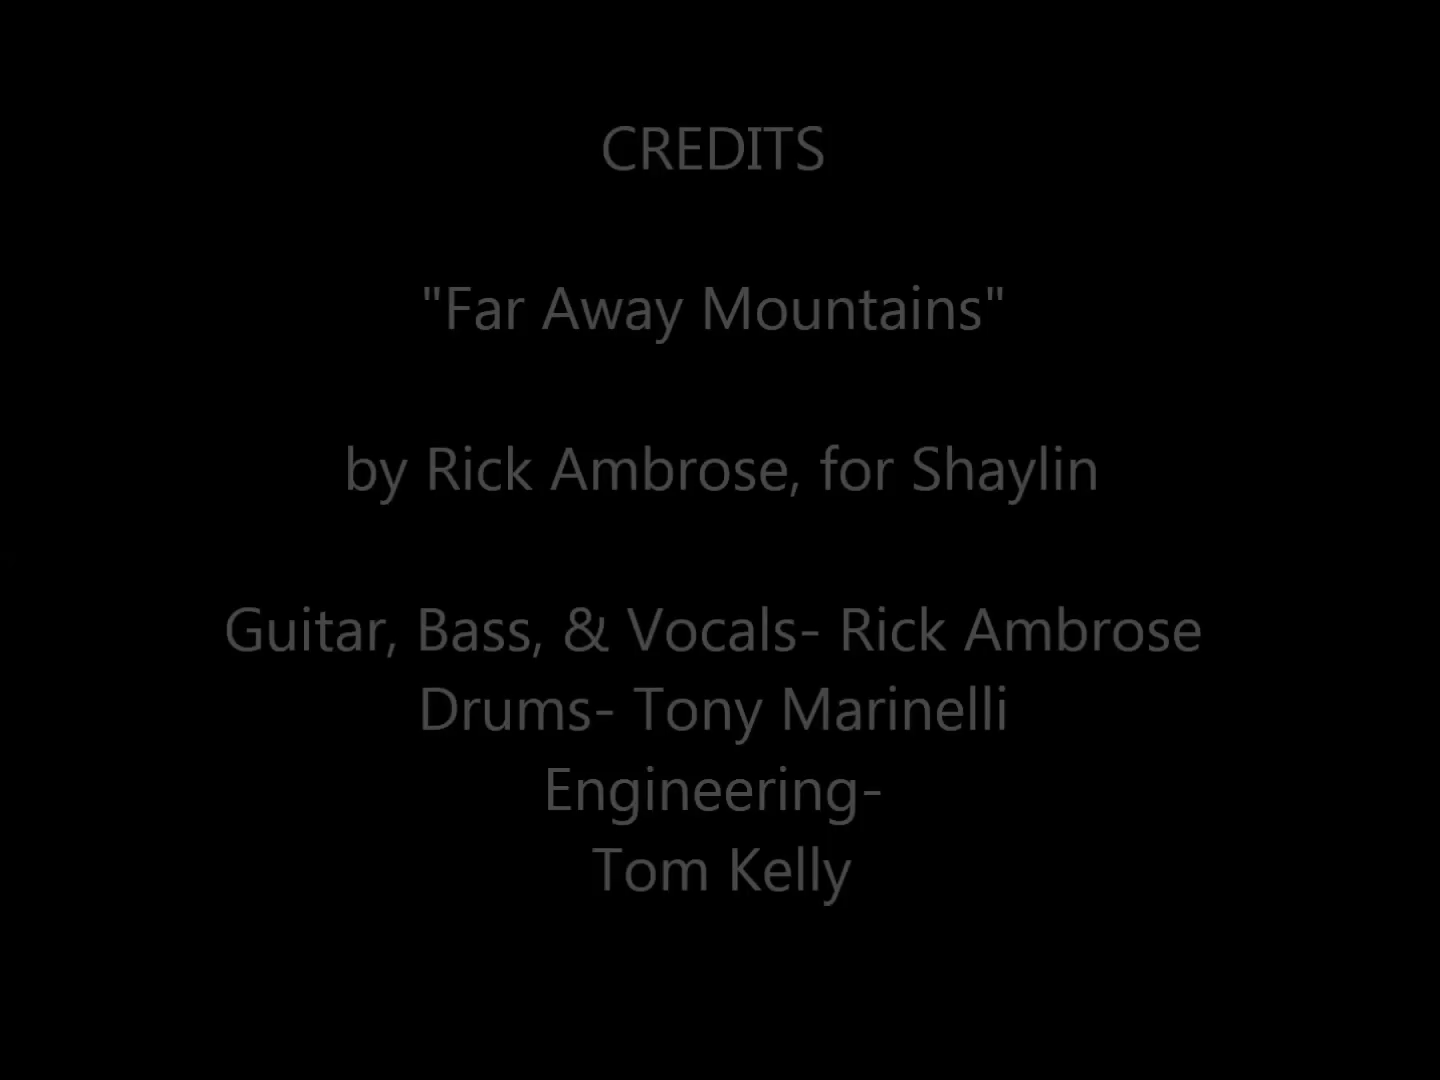 CREDITS
"Far Away Mountains"
by Rick Ambrose, for Shaylin
Guitar, Bass, & Vocals- Rick Ambrose
Drums- Tony Marinelli
Engineering-
Tom Kelly